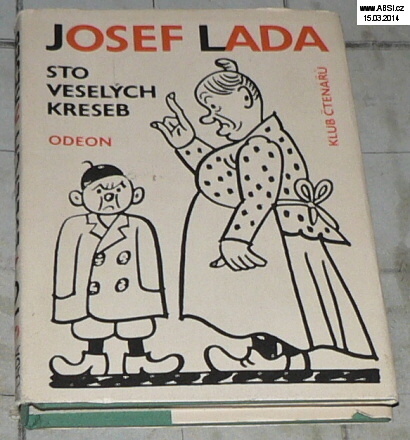 www.ABSI.cz
15.03.2014
JOSEF LADA
STO
VESELÝCH
KRESEB
ODEON
KLUB ČTENÁŘŮ